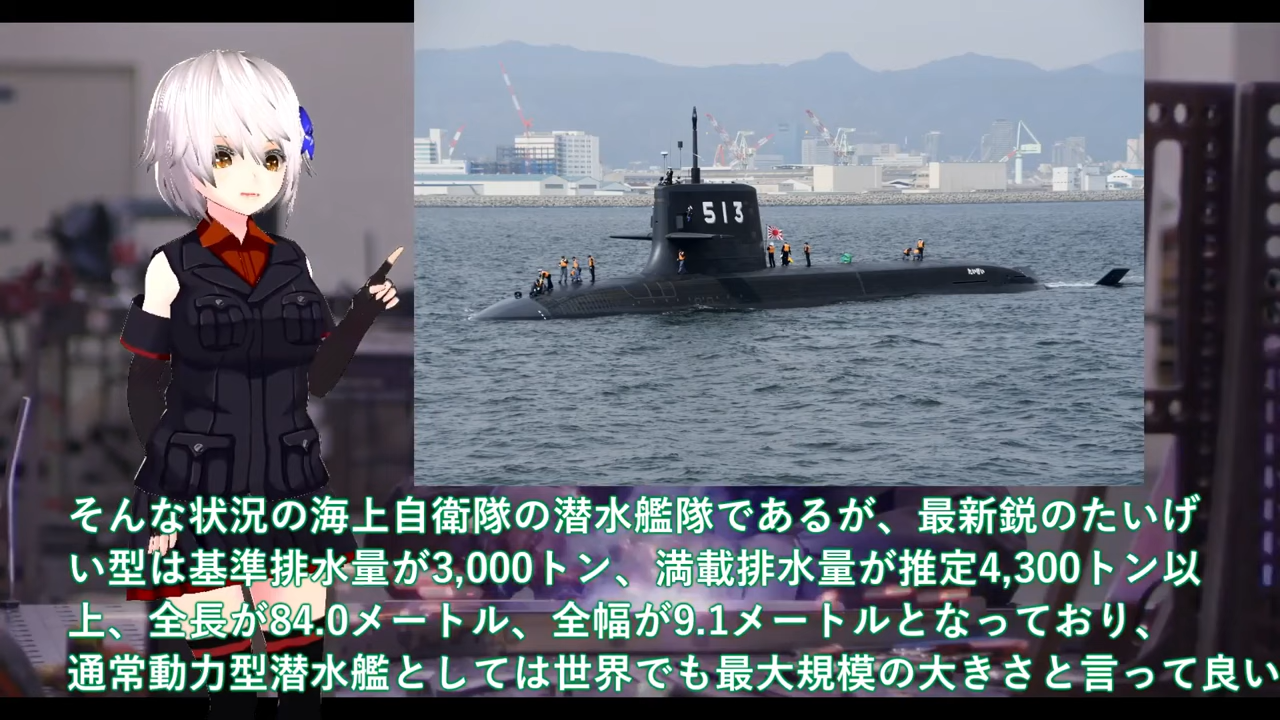 513
たいげい
そんな状況の海上自衛隊の潜水艦隊であるが、最新鋭のたいげ
い型は基準排水量が3,000トン、満載排水量が推定4,300トン以
上、全長が84.0メートル、全幅が9.1メートルとなっており、
通常動力型潜水艦としては世界でも最大規模の大きさと言って良い